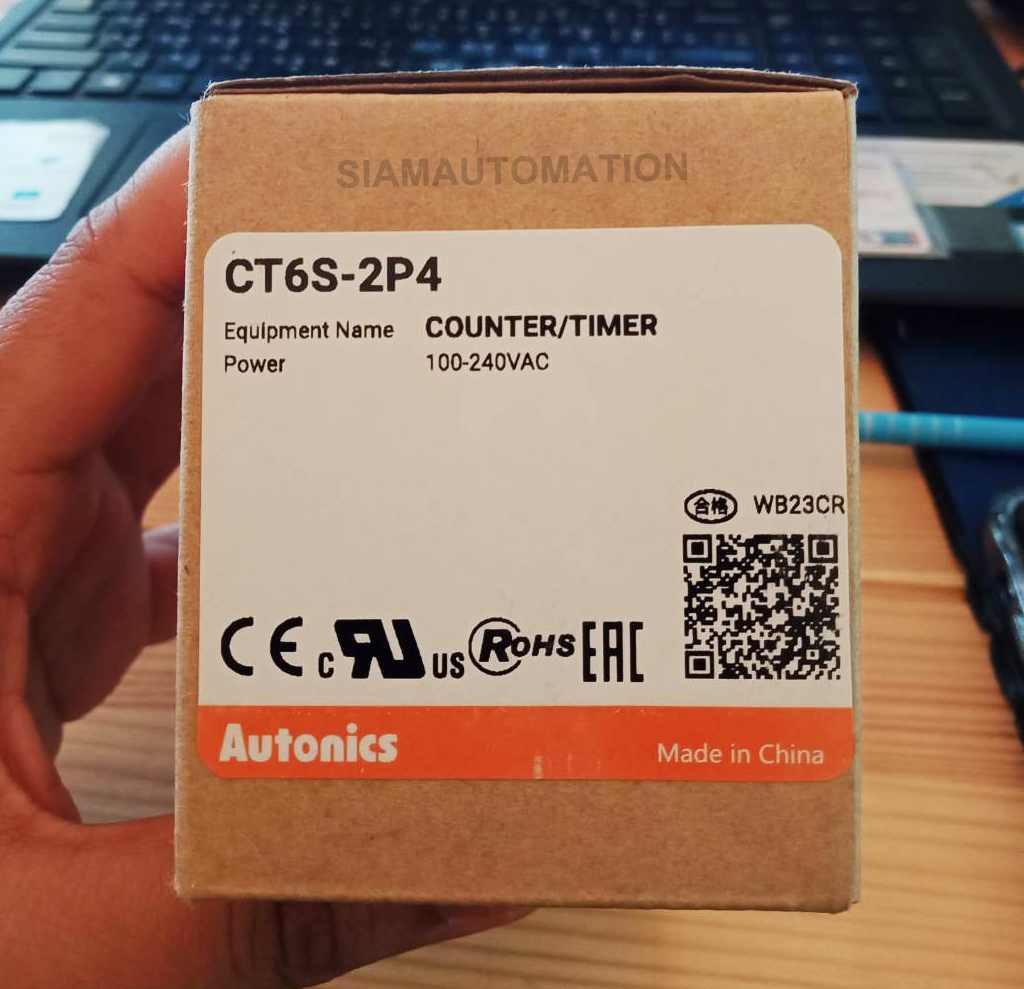 SIAMAUTOMATION
CT6S-2P4
Equipment Name COUNTER/TIMER
Power 100-240VAC
合格 WB23CR
CE c RU US RoHS EAC
Autonics Made in China